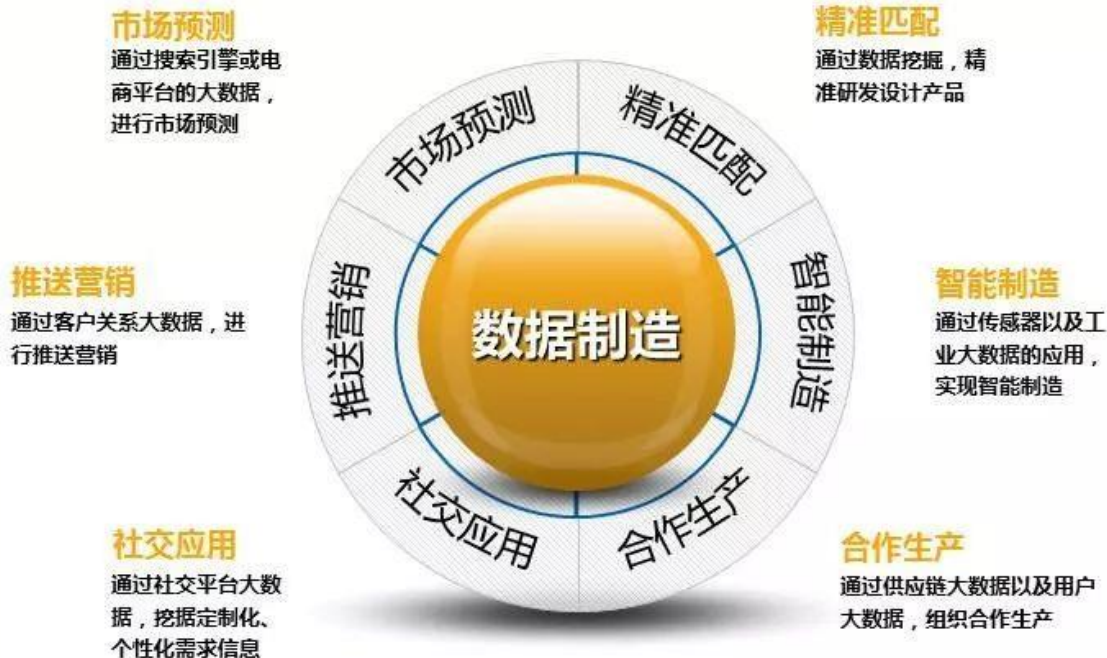 市场预测
通过搜索引擎或电
商平台的大数据，
进行市场预测
精准匹配
通过数据挖掘，精
准研发设计产品
推送营销
通过客户关系大数据，进
行推送营销
智能制造
通过传感器以及工
业大数据的应用，
实现智能制造
社交应用
通过社交平台大数
据，挖据定制化、
个性化需求信息
合作生产
通过供应链大数据以及用户
大数据，组织合作生产
市场预测
精准匹配
智能制造
合作生产
社交应用
推送营销
数据制造